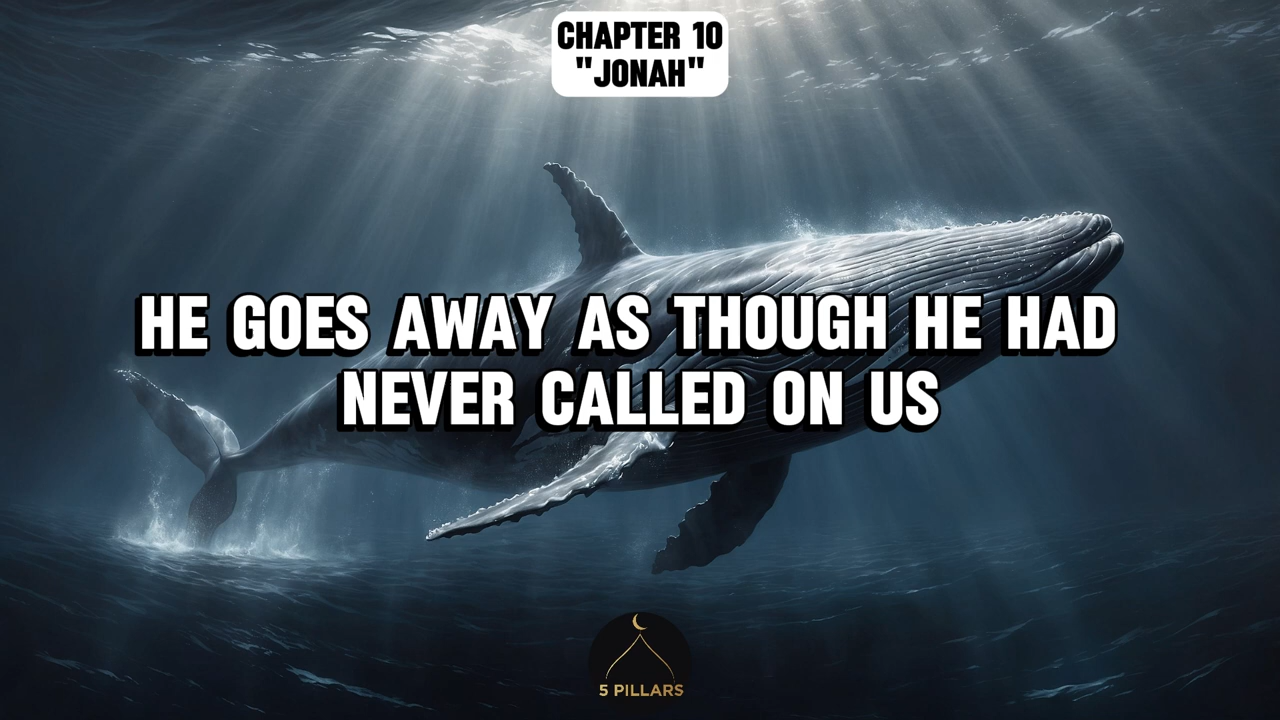 CHAPTER 10
"JONAH"
HE GOES AWAY AS THOUGH HE HAD
NEVER CALLED ON US
5 PILLARS